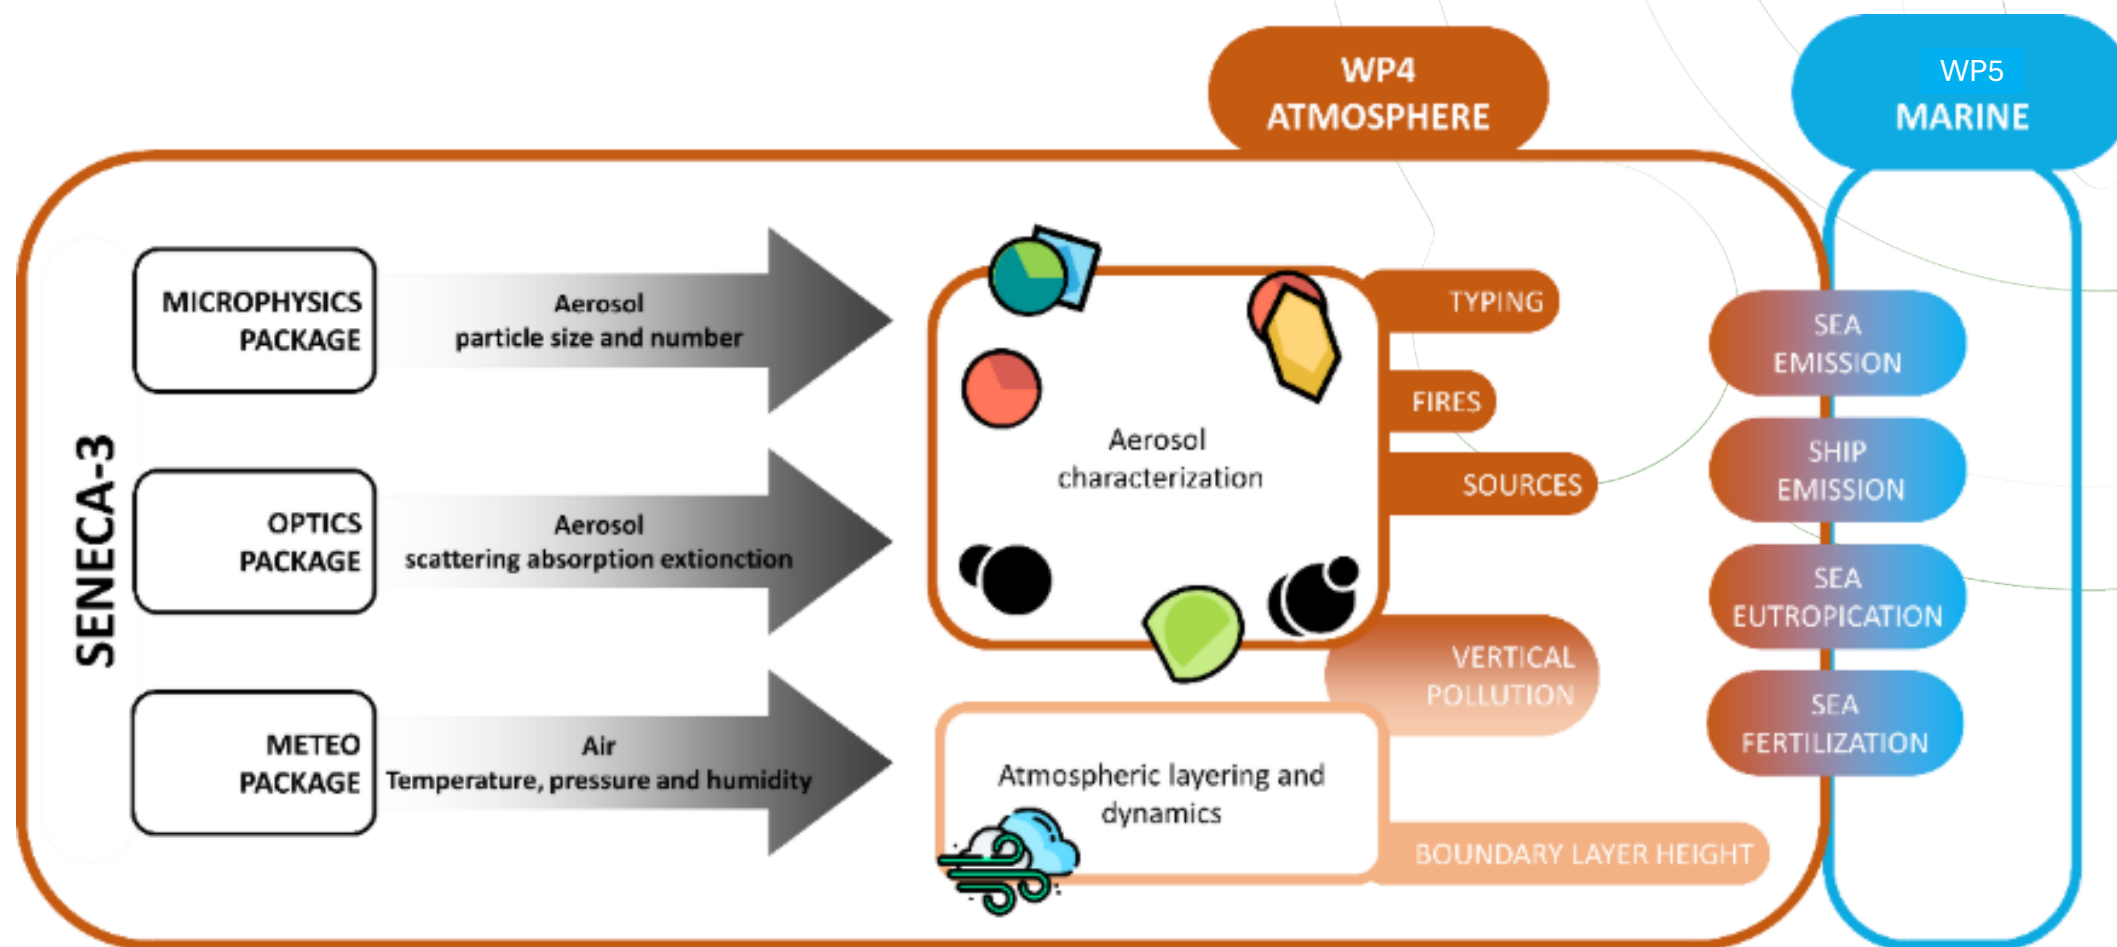 WP4
ATMOSPHERE
WP5
MARINE
SENECA-3
MICROPHYSICS
PACKAGE
Aerosol
particle size and number
OPTICS
PACKAGE
Aerosol
scattering absorption extionction
METEO
PACKAGE
Air
Temperature, pressure and humidity
Aerosol
characterization
TYPING
FIRES
SOURCES
VERTICAL
POLLUTION
Atmospheric layering and
dynamics
BOUNDARY LAYER HEIGHT
SEA
EMISSION
SHIP
EMISSION
SEA
EUTROPICATION
SEA
FERTILIZATION